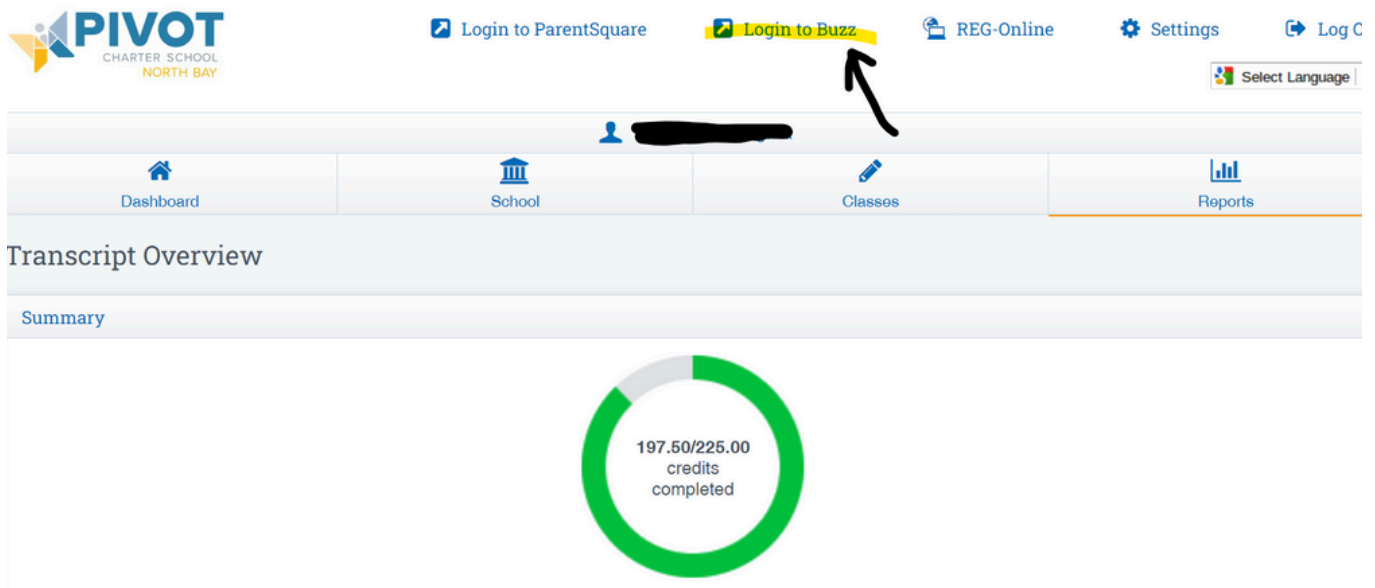 PIVOT
CHARTER SCHOOL
NORTH BAY
Login to ParentSquare
Login to Buzz
REG-Online
Settings
Log
Select Language
Dashboard
School
Classes
Reports
Transcript Overview
Summary
197.50/225.00
credits
completed